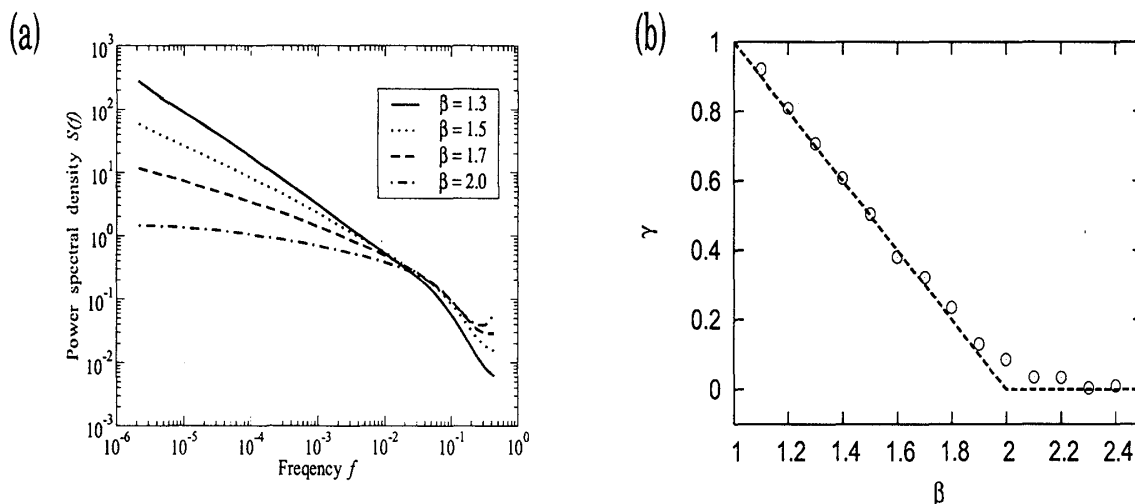 (a)
10^3
10^2
10^1
10^0
10^-1
10^-2
10^-3
Power spectral density S(f)
10^-6
10^-5
10^-4
10^-3
10^-2
10^-1
10^0
Freqency f
β = 1.3
β = 1.5
β = 1.7
β = 2.0
(b)
1
0.8
0.6
0.4
0.2
0
γ
1
1.2
1.4
1.6
1.8
2
2.2
2.4
β